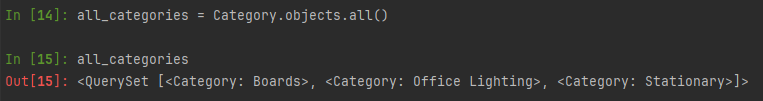 In [14]: all_categories = Category.objects.all()
In [15]: all_categories
Out[15]: <QuerySet [<Category: Boards>, <Category: Office Lighting>, <Category: Stationary>]>